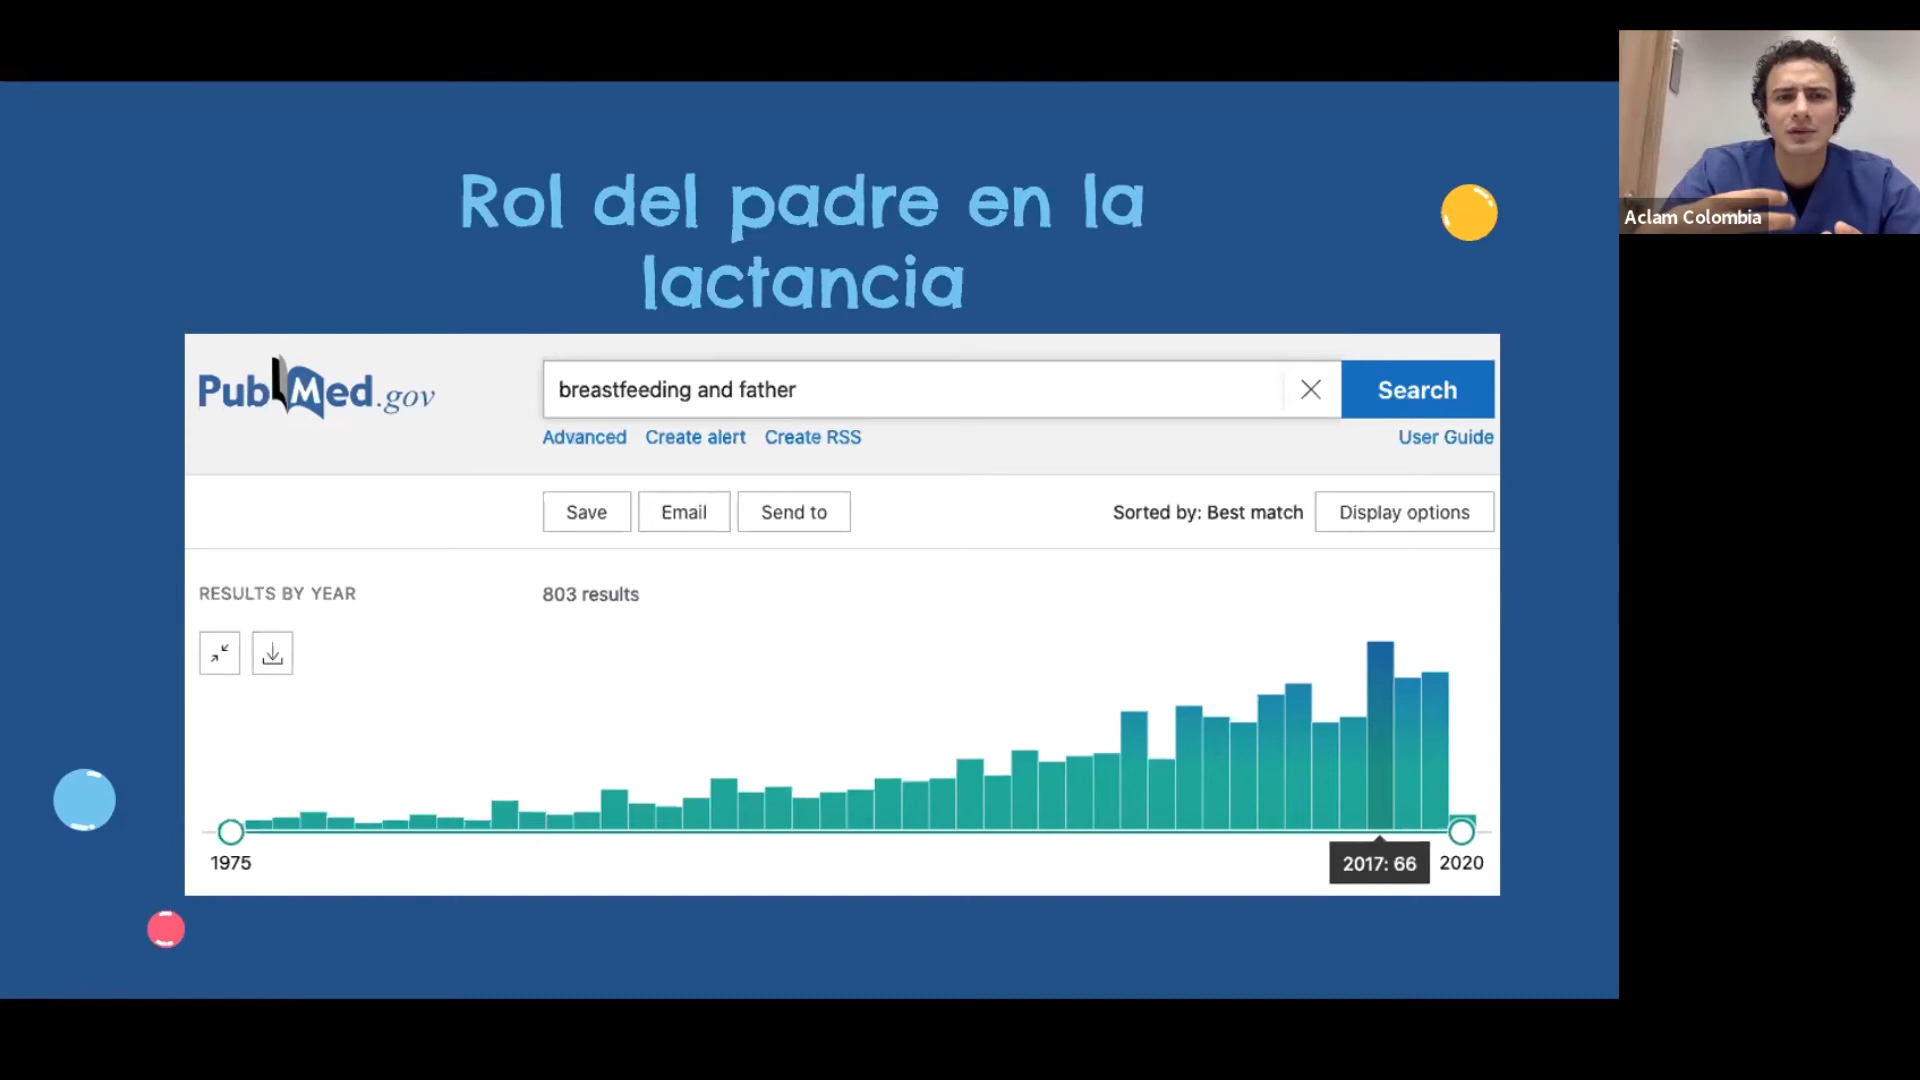 Rol del padre en la
lactancia
Aclam Colombia
PubMed.gov
breastfeeding and father
Search
Advanced Create alert Create RSS
User Guide
Save Email Send to
Sorted by: Best match Display options
RESULTS BY YEAR
803 results
1975
2017: 66
2020